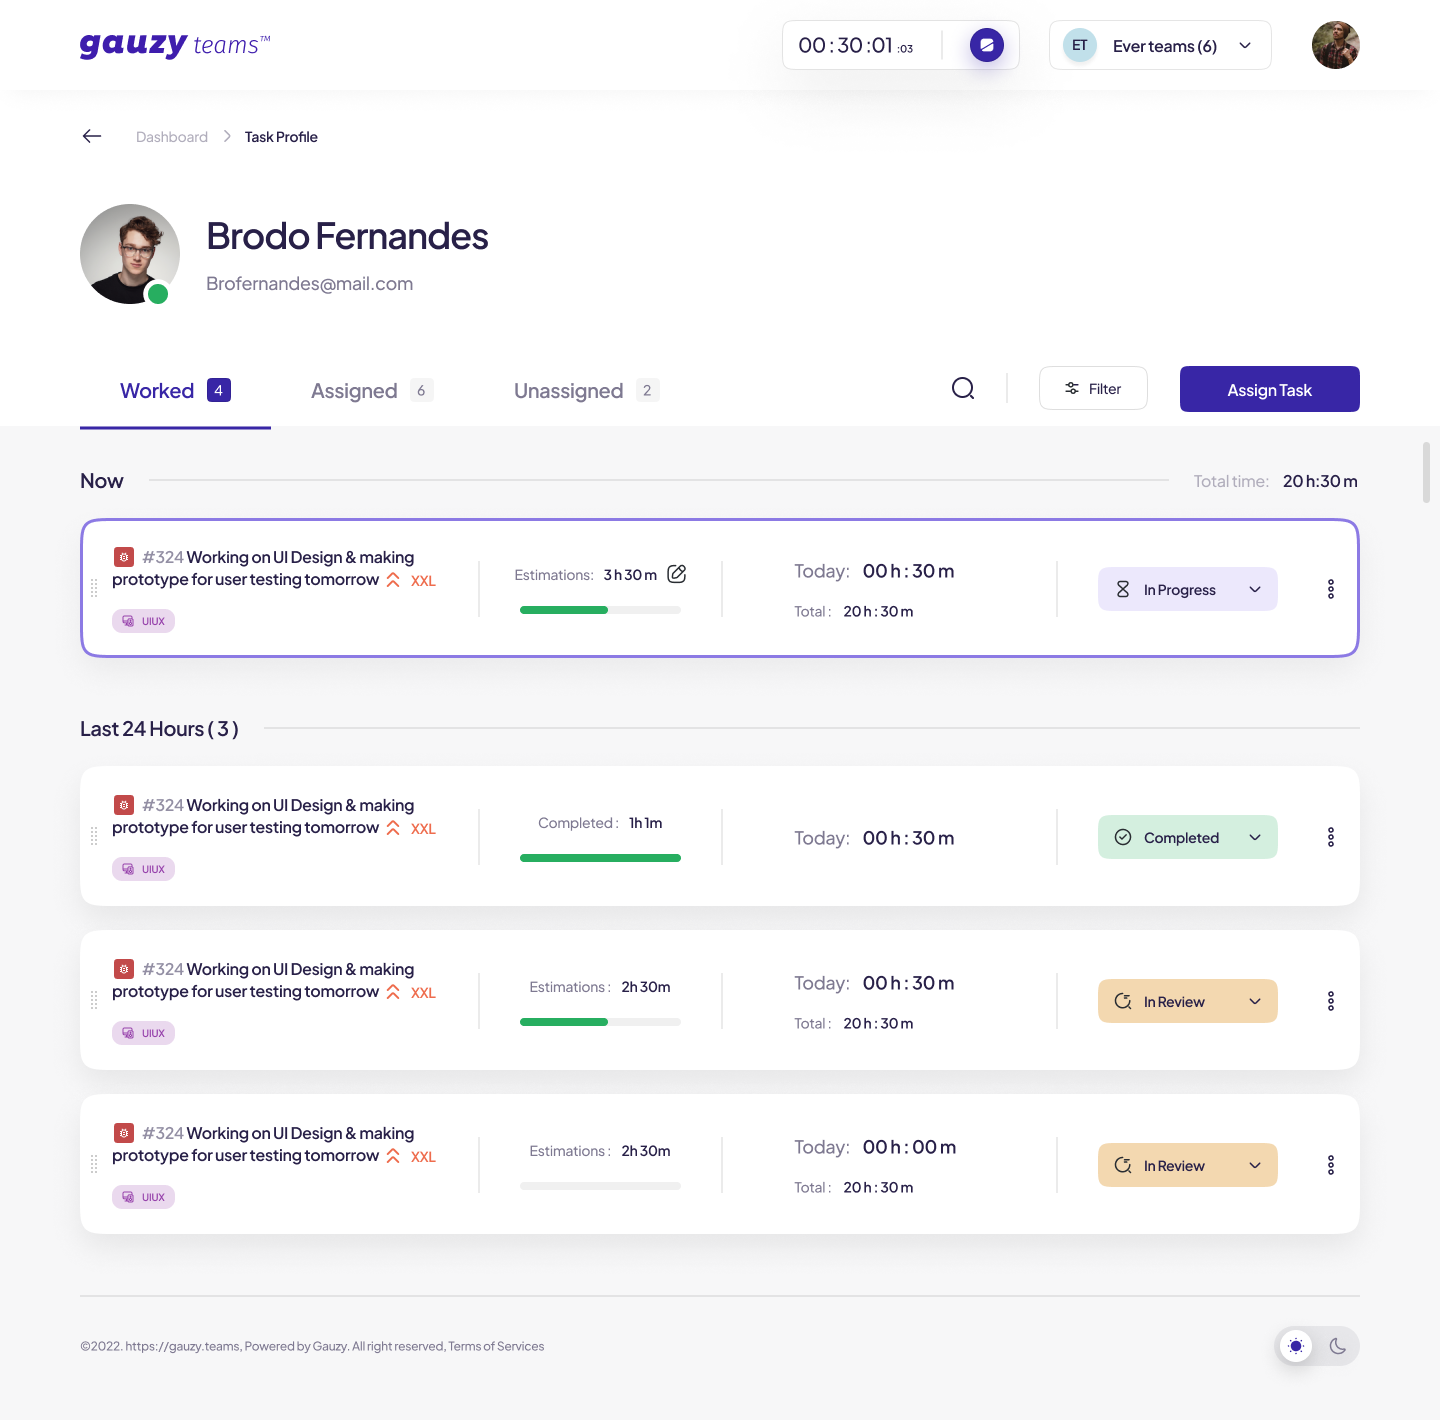 gauzy teams™
00 : 30 : 01 :03
ET Ever teams (6)
Dashboard > Task Profile
Brodo Fernandes
Brofernandes@mail.com
Worked 4 Assigned 6 Unassigned 2 Filter Assign Task
Now Total time: 20 h:30 m
#324 Working on UI Design & making
prototype for user testing tomorrow XXL
UIUX
Estimations: 3 h 30 m
Today: 00 h : 30 m
Total : 20 h : 30 m
In Progress
Last 24 Hours ( 3 )
#324 Working on UI Design & making
prototype for user testing tomorrow XXL
UIUX
Completed : 1h 1m
Today: 00 h : 30 m
Completed
#324 Working on UI Design & making
prototype for user testing tomorrow XXL
UIUX
Estimations : 2h 30m
Today: 00 h : 30 m
Total : 20 h : 30 m
In Review
#324 Working on UI Design & making
prototype for user testing tomorrow XXL
UIUX
Estimations : 2h 30m
Today: 00 h : 00 m
Total : 20 h : 30 m
In Review
©2022. https://gauzy.teams, Powered by Gauzy. All right reserved, Terms of Services